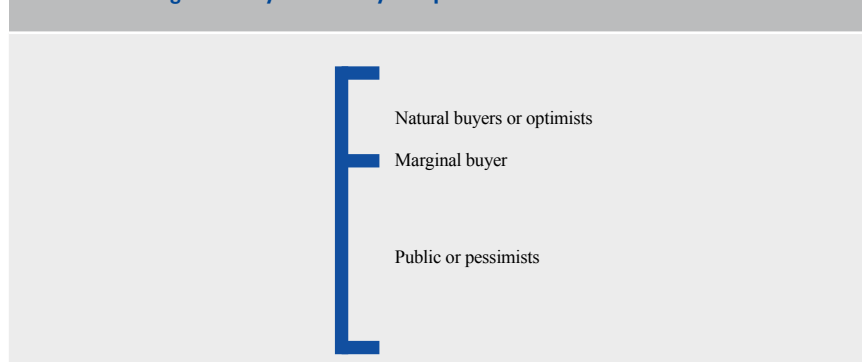 Natural buyers or optimists
Marginal buyer
Public or pessimists